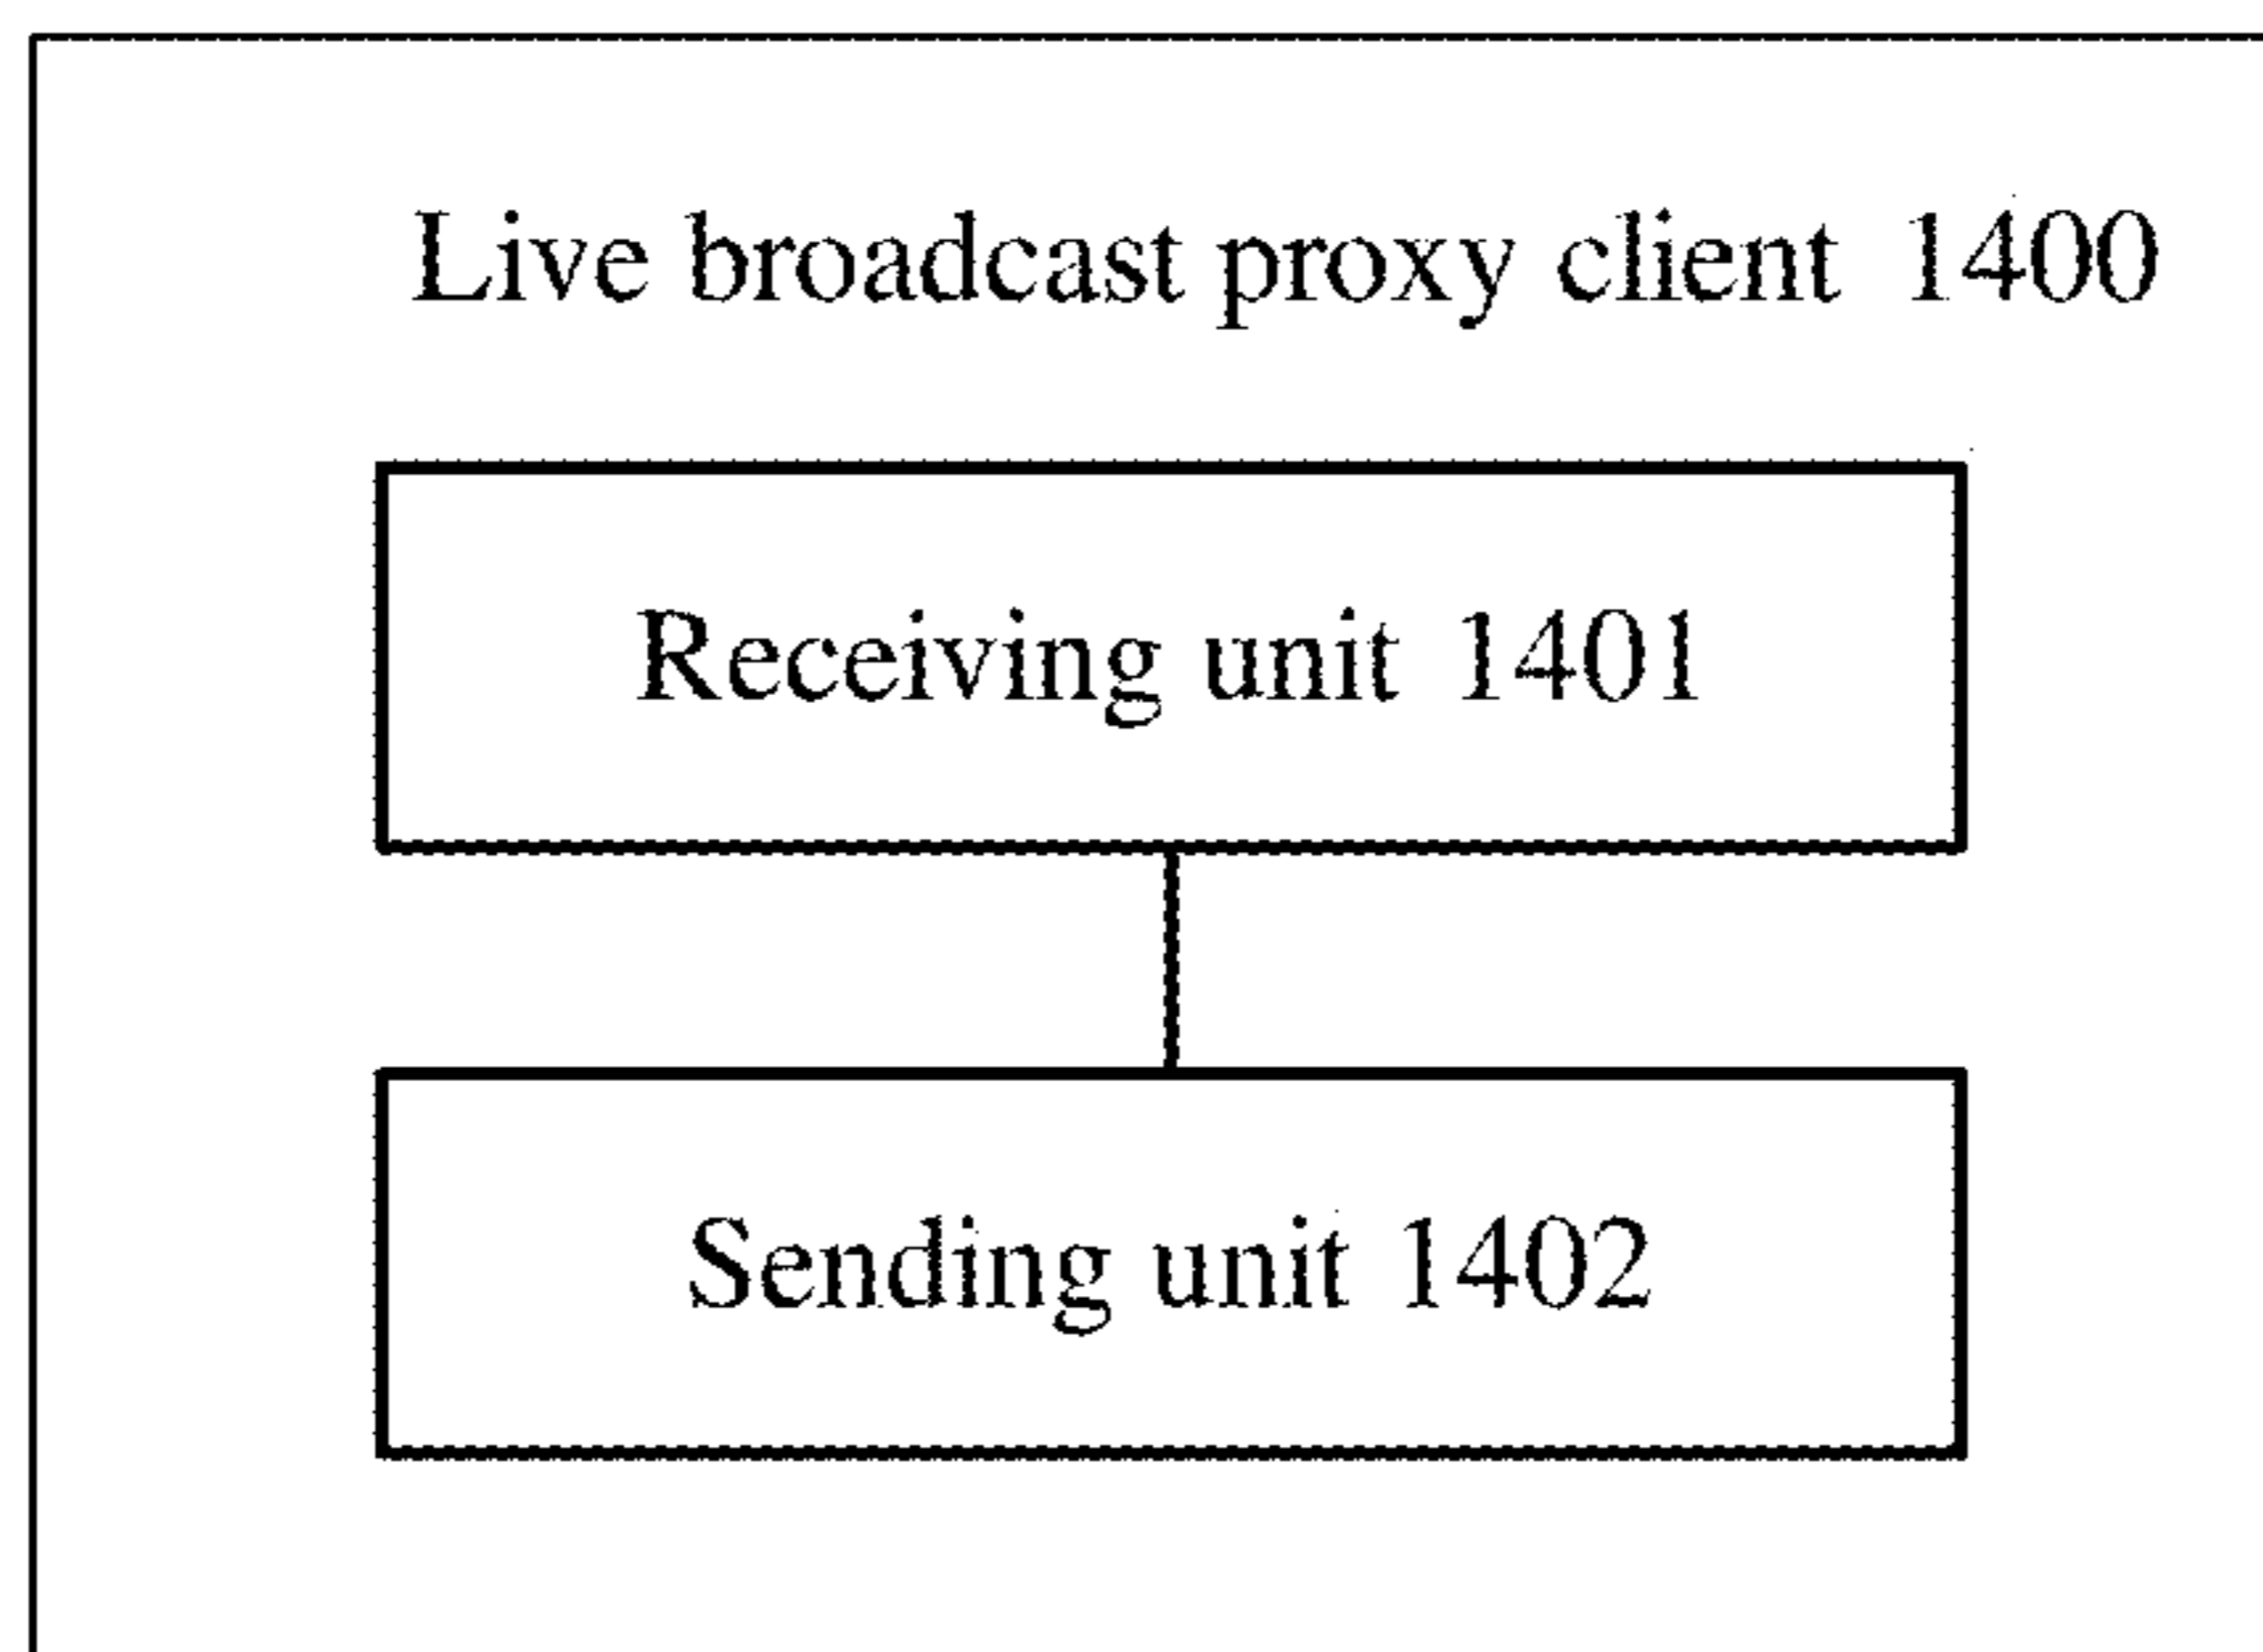 Live broadcast proxy client 1400
Receiving unit 1401
Sending unit 1402